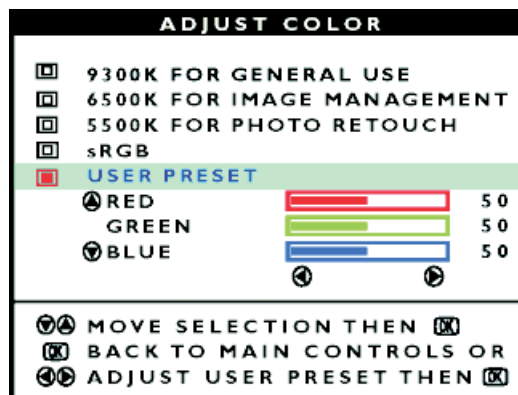 ADJUST COLOR
9300K FOR GENERAL USE
6500K FOR IMAGE MANAGEMENT
5500K FOR PHOTO RETOUCH
sRGB
USER PRESET
RED 50
GREEN 50
BLUE 50
MOVE SELECTION THEN OK
OK BACK TO MAIN CONTROLS OR
ADJUST USER PRESET THEN OK